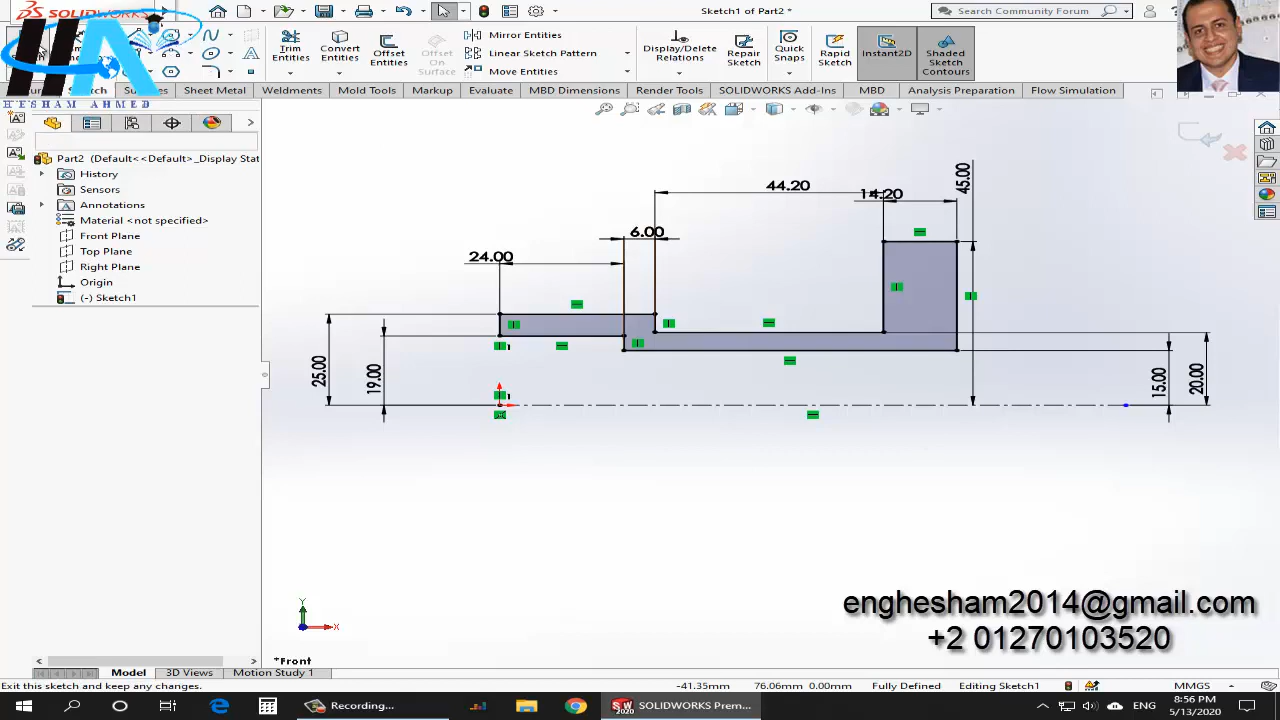 SOLIDWORKS
Sketch1 of Part2 *
Search Community Forum
HESHAM AHMED
Trim Entities
Convert Entities
Offset Entities
Offset On Surface
Mirror Entities
Linear Sketch Pattern
Move Entities
Display/Delete Relations
Repair Sketch
Quick Snaps
Rapid Sketch
Instant2D
Shaded Sketch Contours
Sheet Metal
Weldments
Mold Tools
Markup
Evaluate
MBD Dimensions
Render Tools
SOLIDWORKS Add-Ins
MBD
Analysis Preparation
Flow Simulation
Part2 (Default<<Default>_Display Stat
History
Sensors
Annotations
Material <not specified>
Front Plane
Top Plane
Right Plane
Origin
(-) Sketch1
44.20
14.20
45.00
6.00
24.00
25.00
19.00
15.00
20.00
Y
X
*Front
enghesham2014@gmail.com
+2 01270103520
Model
3D Views
Motion Study 1
Exit this sketch and keep any changes.
-41.35mm
76.06mm 0.00mm
Fully Defined
Editing Sketch1
MMGS
Recording...
SOLIDWORKS Prem...
ENG
8:56 PM
5/13/2020